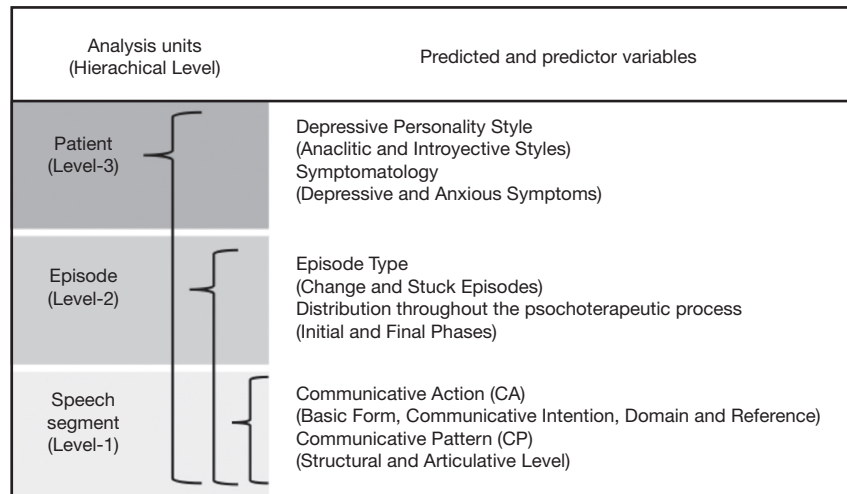 Analysis units
(Hierachical Level)
Predicted and predictor variables
Patient
(Level-3)
Depressive Personality Style
(Anaclitic and Introyective Styles)
Symptomatology
(Depressive and Anxious Symptoms)
Episode
(Level-2)
Episode Type
(Change and Stuck Episodes)
Distribution throughout the psochoterapeutic process
(Initial and Final Phases)
Speech
segment
(Level-1)
Communicative Action (CA)
(Basic Form, Communicative Intention, Domain and Reference)
Communicative Pattern (CP)
(Structural and Articulative Level)